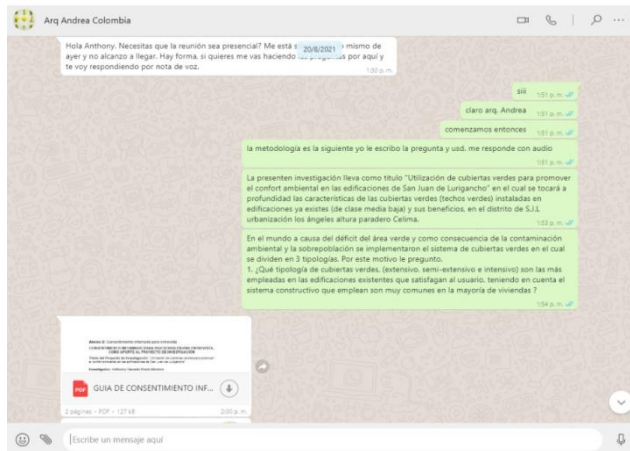 Arq Andrea Colombia
20/8/2021
Hola Anthony. Necesitas que la reunión sea presencial? Me está s mismo de
ayer y no alcanzo a llegar. Hay forma. si quieres me vas haciendo por aquí y
te voy respondiendo por nota de voz.
1:50 p. m.
siii
1:51 p. m.
claro arq. Andrea
1:51 p. m.
comenzamos entonces
1:51 p. m.
la metodología es la siguiente yo le escribo la pregunta y usd. me responde con
audio
1:51 p. m.
La presenten investigación lleva como titulo "Utilización de cubiertas verdes para promover
el confort ambiental en las edificaciones de San Juan de Lurigancho" en el cual se tocará a
profundidad las características de las cubiertas verdes (techos verdes) instaladas en
edificaciones ya existes (de clase media baja) y sus beneficios, en el distrito de S.J.L
urbanización los ángeles altura paradero Celima.
1:53 p. m.
En el mundo a causa del déficit del área verde y como consecuencia de la contaminación
ambiental y la sobrepoblación se implementaron el sistema de cubiertas verdes en el cual
se dividen en 3 tipologías. Por este motivo le pregunto.
1. ¿Qué tipología de cubiertas verdes, (extensivo, semi-extensivo e intensivo) son las más
empleadas en las edificaciones existentes que satisfagan al usuario, teniendo en cuenta el
sistema constructivo que emplean son muy comunes en la mayoría de viviendas ?
1:54 p. m.
PDF
GUIA DE CONSENTIMIENTO INF...
2 páginas • PDF • 127 kB
2:00 p. m.
Escribe un mensaje aquí